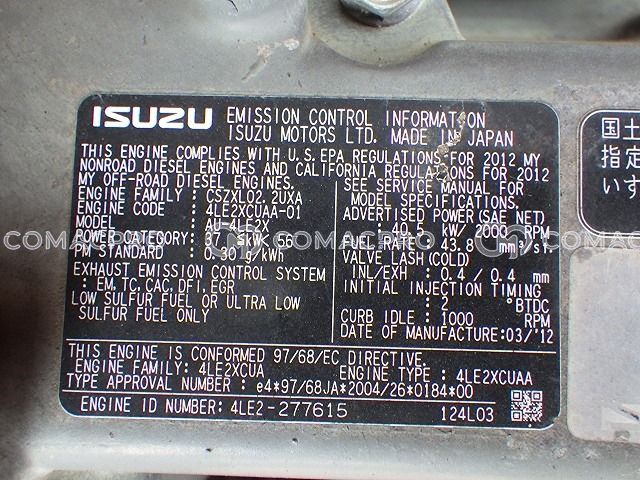 ISUZU EMISSION CONTROL INFORMATION
ISUZU MOTORS LTD. MADE IN JAPAN
THIS ENGINE COMPLIES WITH U.S. EPA REGULATIONS FOR 2012 MY
NONROAD DIESEL ENGINES AND CALIFORNIA REGULATIONS FOR 2012
MY OFF-ROAD DIESEL ENGINES.
ENGINE FAMILY : CSZXL02.2UXA
ENGINE CODE : 4LE2XCUAA-01
MODEL : AU-4LE2X
POWER CATEGORY : 37 ≤kW< 56
PM STANDARD : 0.30 g/kWh
EXHAUST EMISSION CONTROL SYSTEM
: EM, TC, CAC, DFI, EGR
LOW SULFUR FUEL OR ULTRA LOW
SULFUR FUEL ONLY
SEE SERVICE MANUAL FOR
MODEL SPECIFICATIONS.
ADVERTISED POWER (SAE NET)
: 40.5 kW/ 2000 RPM
FUEL RATE : 43.8 mm³/st
VALVE LASH (COLD)
INL/EXH : 0.4 / 0.4 mm
INITIAL INJECTION TIMING
: 2 °BTDC
CURB IDLE : 1000 RPM
DATE OF MANUFACTURE: 03/'12
THIS ENGINE IS CONFORMED 97/68/EC DIRECTIVE.
ENGINE FAMILY: 4LE2XCUA ENGINE TYPE: 4LE2XCUAA
TYPE APPROVAL NUMBER : e4*97/68JA*2004/26*0184*00
ENGINE ID NUMBER: 4LE2-277615 124L03
国土
指定
いす
COMACPRO COMACPRO COMACPRO